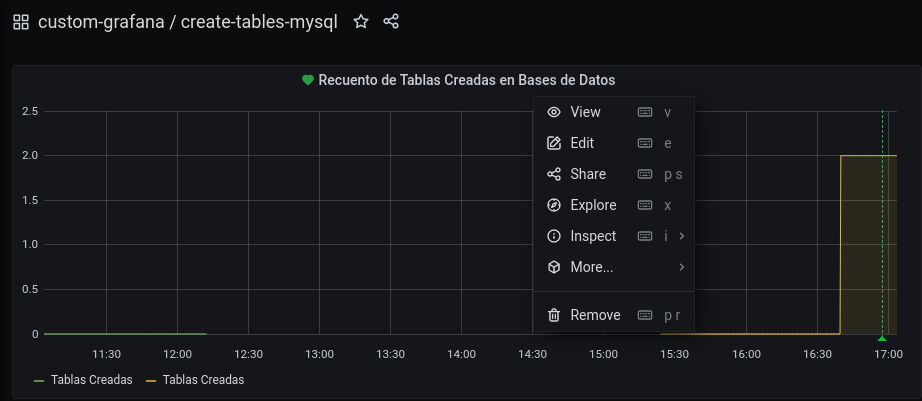 custom-grafana / create-tables-mysql
Recuento de Tablas Creadas en Bases de Datos
2.5
2.0
1.5
1.0
0.5
0
View v
Edit e
Share p s
Explore x
Inspect i
More...
Remove p r
11:30 12:00 12:30 13:00 13:30 14:00 14:30 15:00 15:30 16:00 16:30 17:00
Tablas Creadas Tablas Creadas